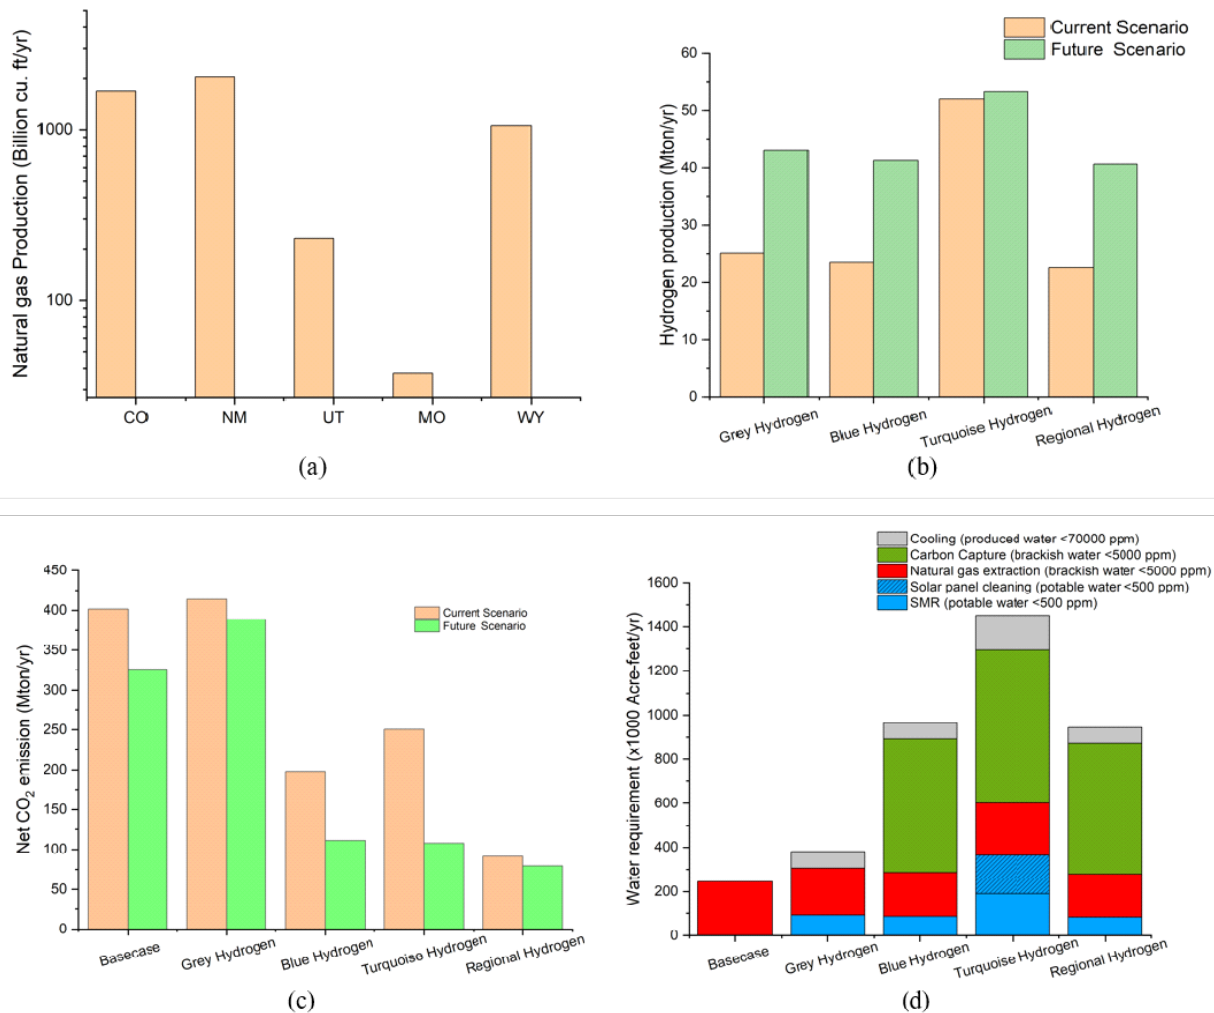 Natural gas Production (Billion cu. ft/yr)
1000
100
CO NM UT MO WY
(a)
Current Scenario
Future Scenario
Hydrogen production (Mton/yr)
60
50
40
30
20
10
0
Grey Hydrogen Blue Hydrogen Turquoise Hydrogen Regional Hydrogen
(b)
Net CO2 emission (Mton/yr)
450
400
350
300
250
200
150
100
50
0
Current Scenario
Future Scenario
Basecase Grey Hydrogen Blue Hydrogen Turquoiso Hydrogen Regional Hydrogen
(c)
Cooling (produced water <70000 ppm)
Carbon Capture (brackish water <5000 ppm)
Natural gas extraction (brackish water <5000 ppm)
Solar panel cleaning (potable water <500 ppm)
SMR (potable water <500 ppm)
Water requirement (x1000 Acre-feet/yr)
1600
1400
1200
1000
800
600
400
200
0
Basecase Grey Hydrogen Blue Hydrogen Turquoise Hydrogen Regional Hydrogen
(d)